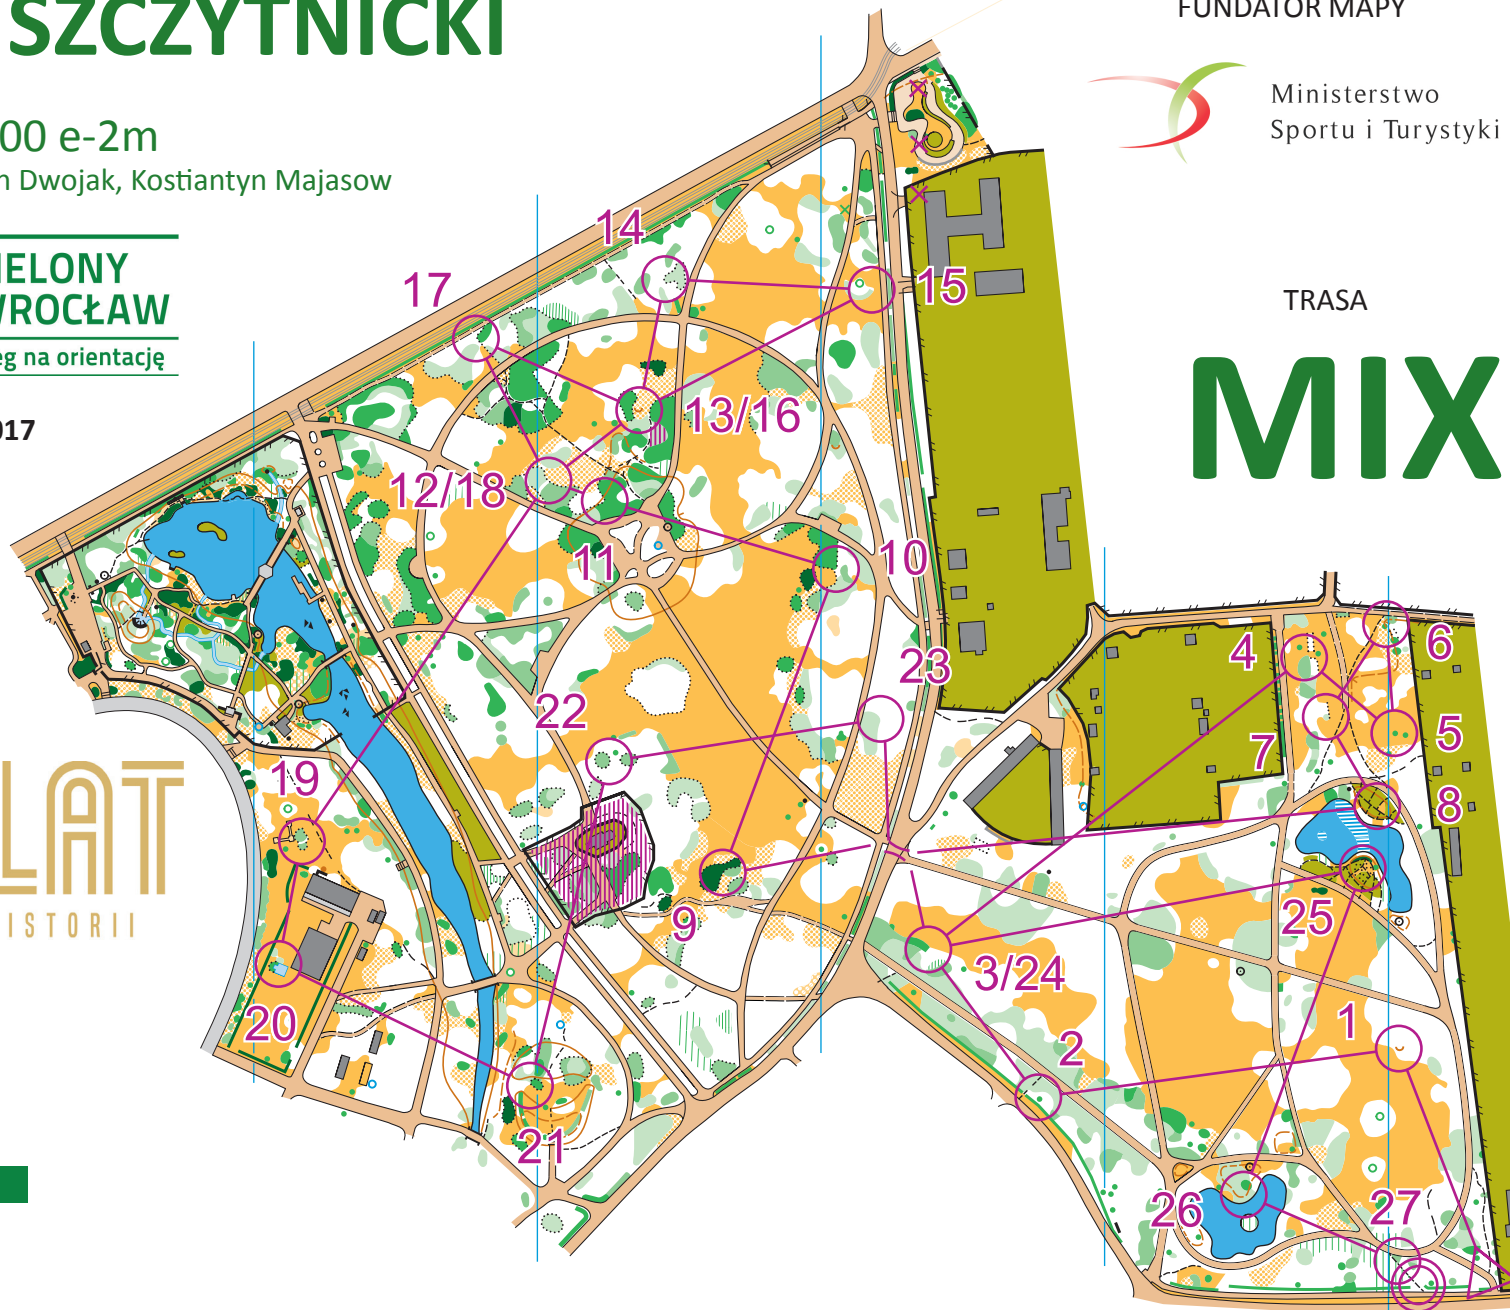 SZCZYTNICKI
FUNDATOR MAPY
Ministerstwo
Sportu i Turystyki
00 e-2m
n Dwojak, Kostiantyn Majasow
IELONY
WROCŁAW
eg na orientację
017
TRASA
MIX
14
17
15
13/16
12/18
11
10
23
4
6
22
5
7
19
8
9
25
3/24
20
1
2
21
26
27
LAT
ISTORII